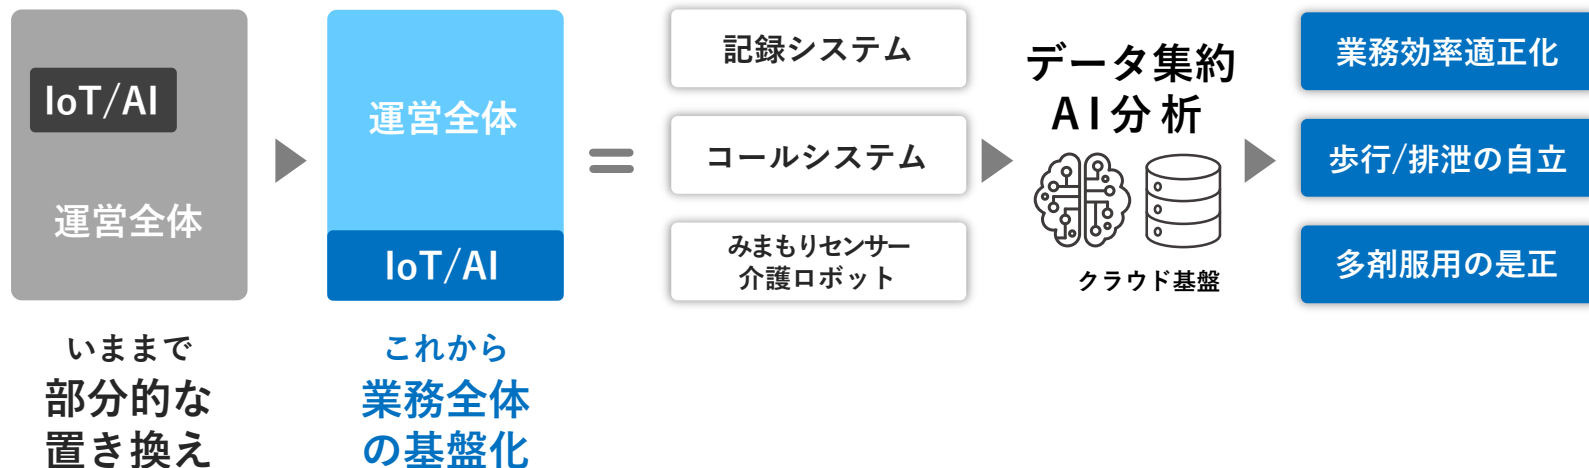 IoT/AI
運営全体
いままで
部分的な
置き換え
運営全体
IoT/AI
これから
業務全体
の基盤化
記録システム
コールシステム
みまもりセンサー
介護ロボット
データ集約
AI分析
クラウド基盤
業務効率適正化
歩行/排泄の自立
多剤服用の是正